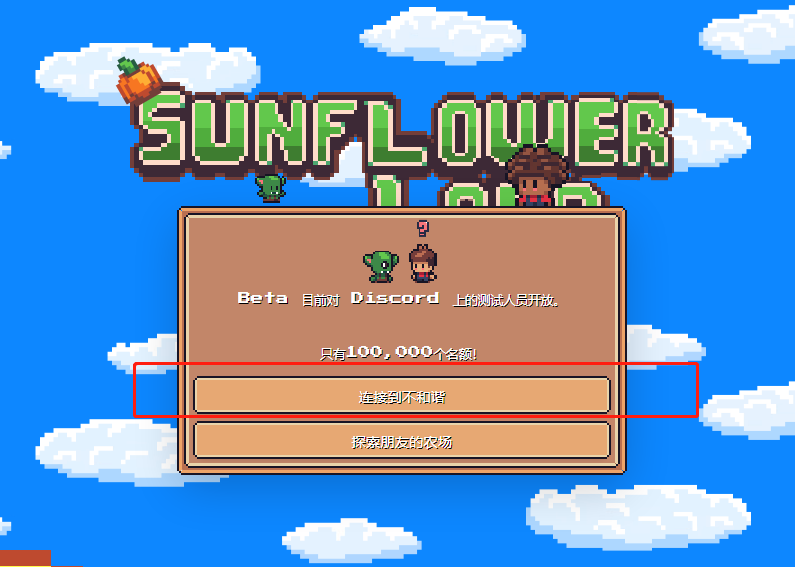 SUNFLOWER
LAND
?
Beta 目前对 Discord 上的测试人员开放。
只有100,000个名额!
连接到不和谐
探索朋友的农场